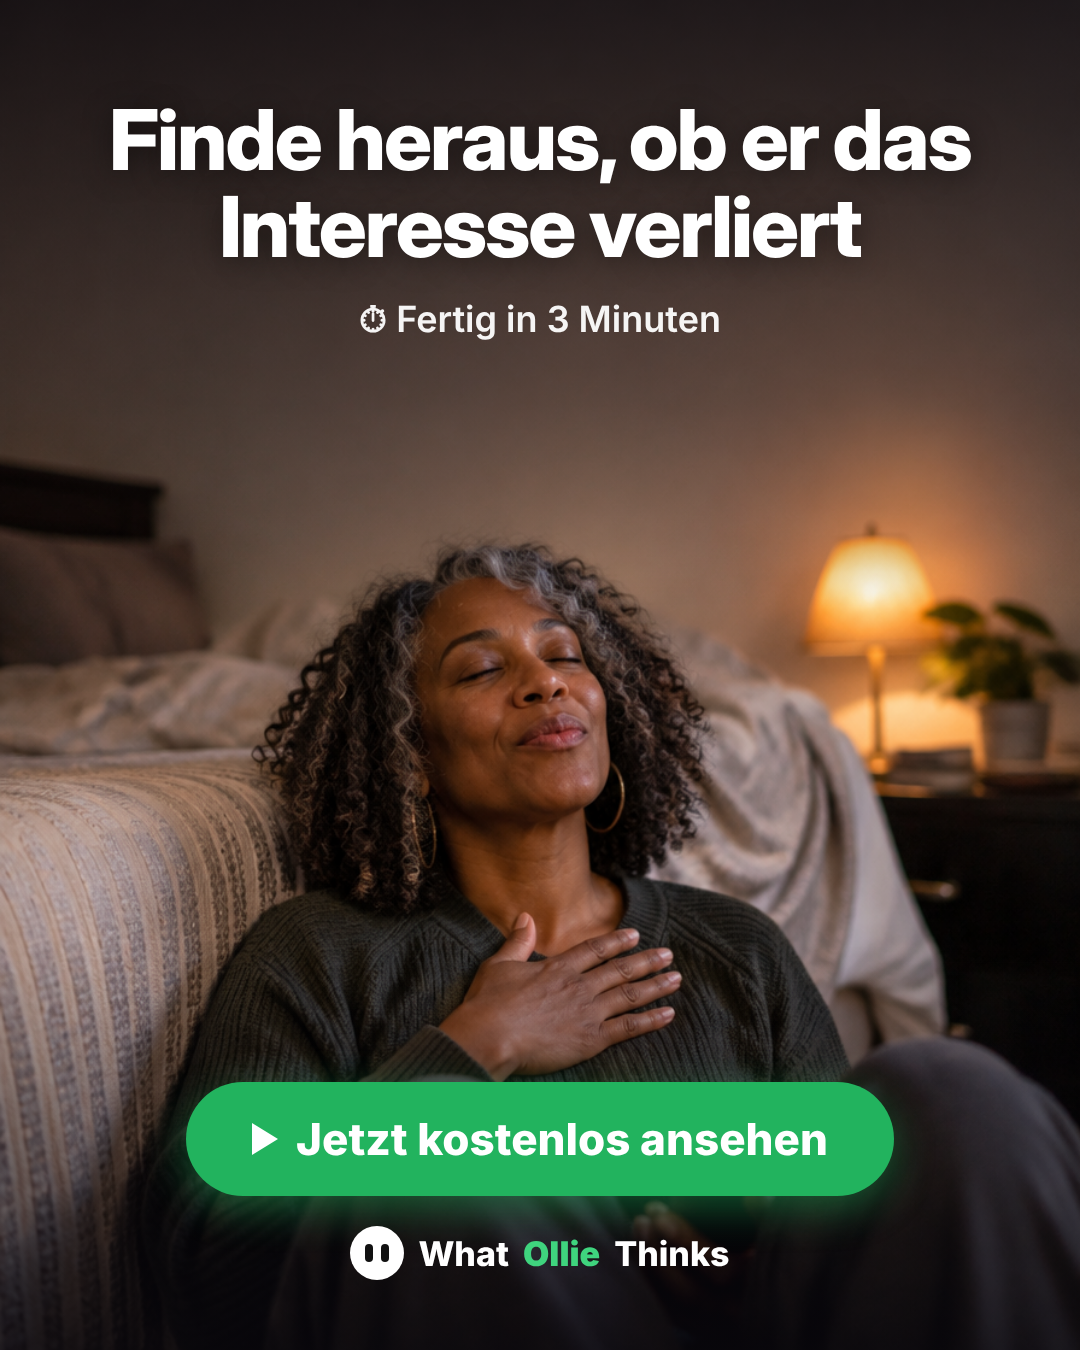 Finde heraus, ob er das
Interesse verliert
⏱ Fertig in 3 Minuten
▶ Jetzt kostenlos ansehen
What Ollie Thinks